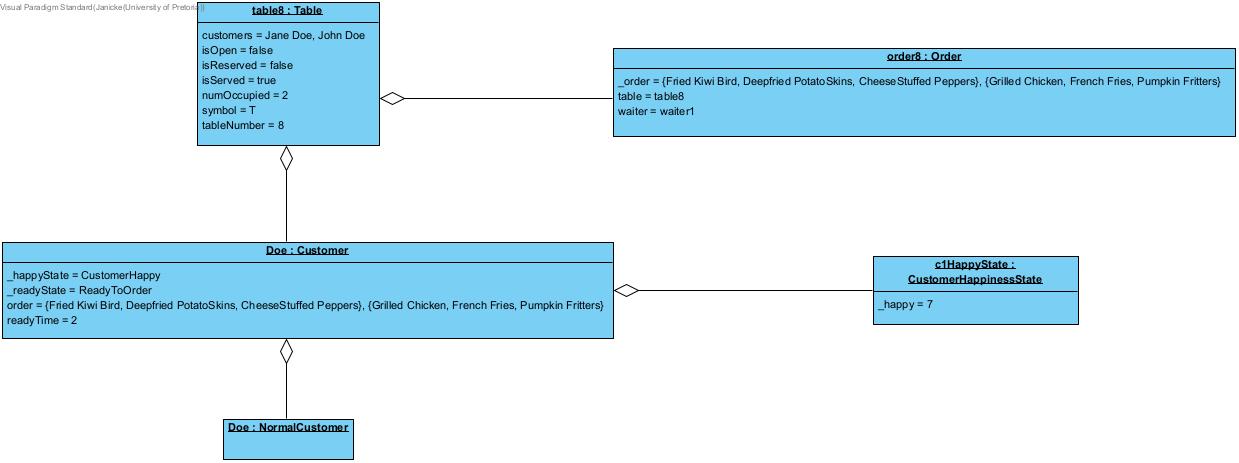 Visual Paradigm Standard(Janicke(University of Pretoria))
table8 : Table
customers = Jane Doe, John Doe
isOpen = false
isReserved = false
isServed = true
numOccupied = 2
symbol = T
tableNumber = 8
order8 : Order
_order = {Fried Kiwi Bird, Deepfried PotatoSkins, CheeseStuffed Peppers}, {Grilled Chicken, French Fries, Pumpkin Fritters}
table = table8
waiter = waiter1
Doe : Customer
_happyState = CustomerHappy
_readyState = ReadyToOrder
order = {Fried Kiwi Bird, Deepfried PotatoSkins, CheeseStuffed Peppers}, {Grilled Chicken, French Fries, Pumpkin Fritters}
readyTime = 2
c1HappyState :
CustomerHappinessState
_happy = 7
Doe : NormalCustomer